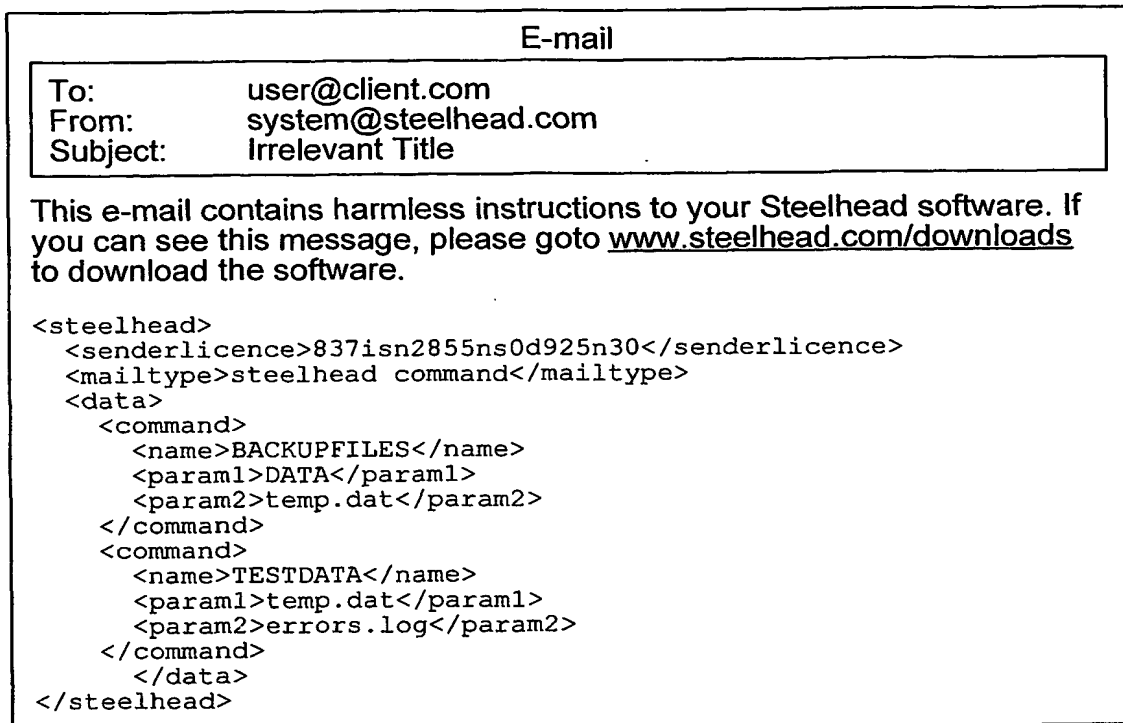 E-mail
To: user@client.com
From: system@steelhead.com
Subject: Irrelevant Title
This e-mail contains harmless instructions to your Steelhead software. If
you can see this message, please goto www.steelhead.com/downloads
to download the software.
<steelhead>
<senderlicence>837isn2855ns0d925n30</senderlicence>
<mailtype>steelhead command</mailtype>
<data>
<command>
<name>BACKUPFILES</name>
<param1>DATA</param1>
<param2>temp.dat</param2>
</command>
<command>
<name>TESTDATA</name>
<param1>temp.dat</param1>
<param2>errors.log</param2>
</command>
</data>
</steelhead>